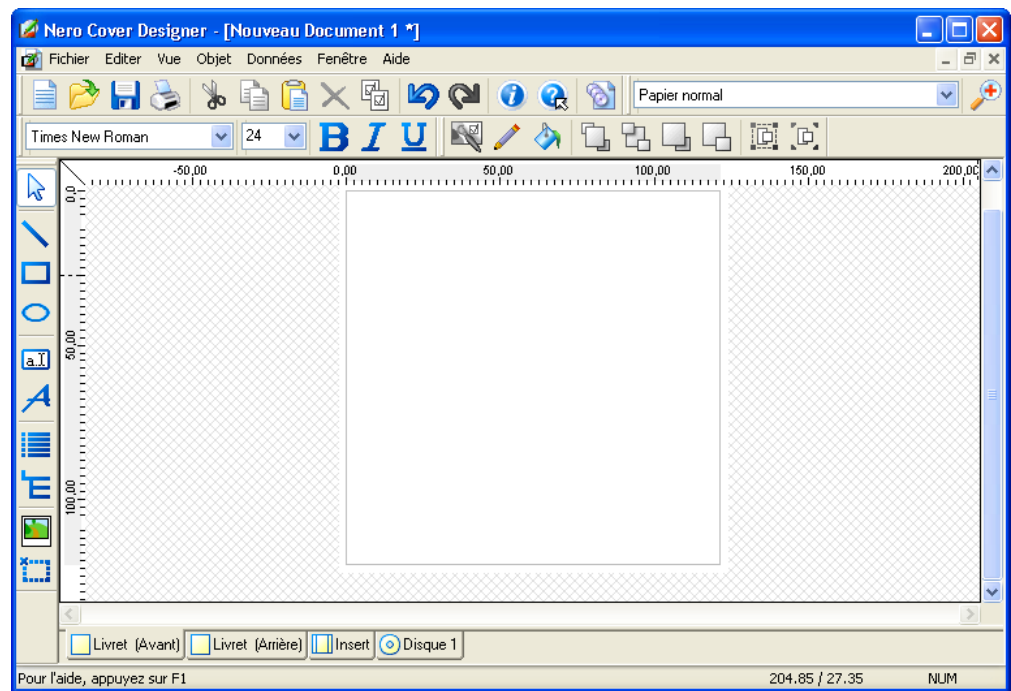 Nero Cover Designer - [Nouveau Document 1 *]
Fichier Editer Vue Objet Données Fenêtre Aide
Papier normal
Times New Roman 24 B I U
-50,00 0,00 50,00 100,00 150,00 200,00
0,0
50,00
100,00
a.I
A
Livret (Avant) Livret (Arrière) Insert Disque 1
Pour l'aide, appuyez sur F1 204.85 / 27.35 NUM